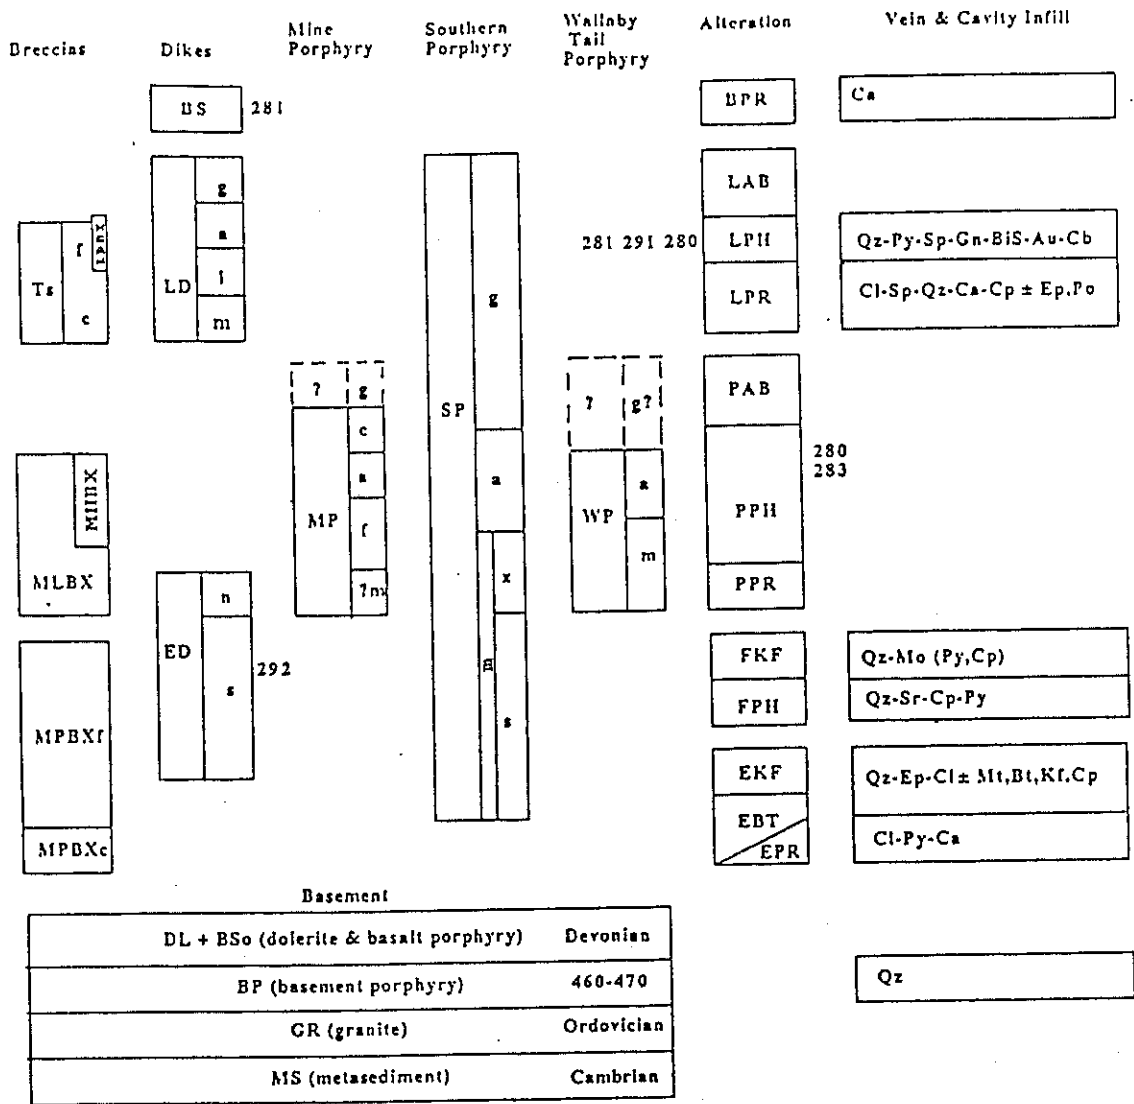 Breccias
Dikes
Mine
Porphyry
Southern
Porphyry
Wallaby
Tail
Porphyry
Alteration
Vein & Cavity Infill
BS
281
BPR
Ca
LD
g
a
i
m
Ts
f
c
SP
g
a
m
x
s
281 291 280
LAB
LPH
LPR
Qz-Py-Sp-Gn-BiS-Au-Cb
Cl-Sp-Qz-Ca-Cp ± Ep,Po
?
g
MP
c
a
f
?m
?
g?
WP
a
m
PAB
PPH
PPR
280
283
MLBX
MHBX
ED
n
s
292
MPBXf
MPBXc
FKF
FPH
Qz-Mo (Py,Cp)
Qz-Sr-Cp-Py
EKF
EBT
EPR
Qz-Ep-Cl ± Mt,Bt,Kf,Cp
Cl-Py-Ca
Basement
DL + BSo (dolerite & basalt porphyry) Devonian
BP (basement porphyry) 460-470
GR (granite) Ordovician
MS (metasediment) Cambrian
Qz